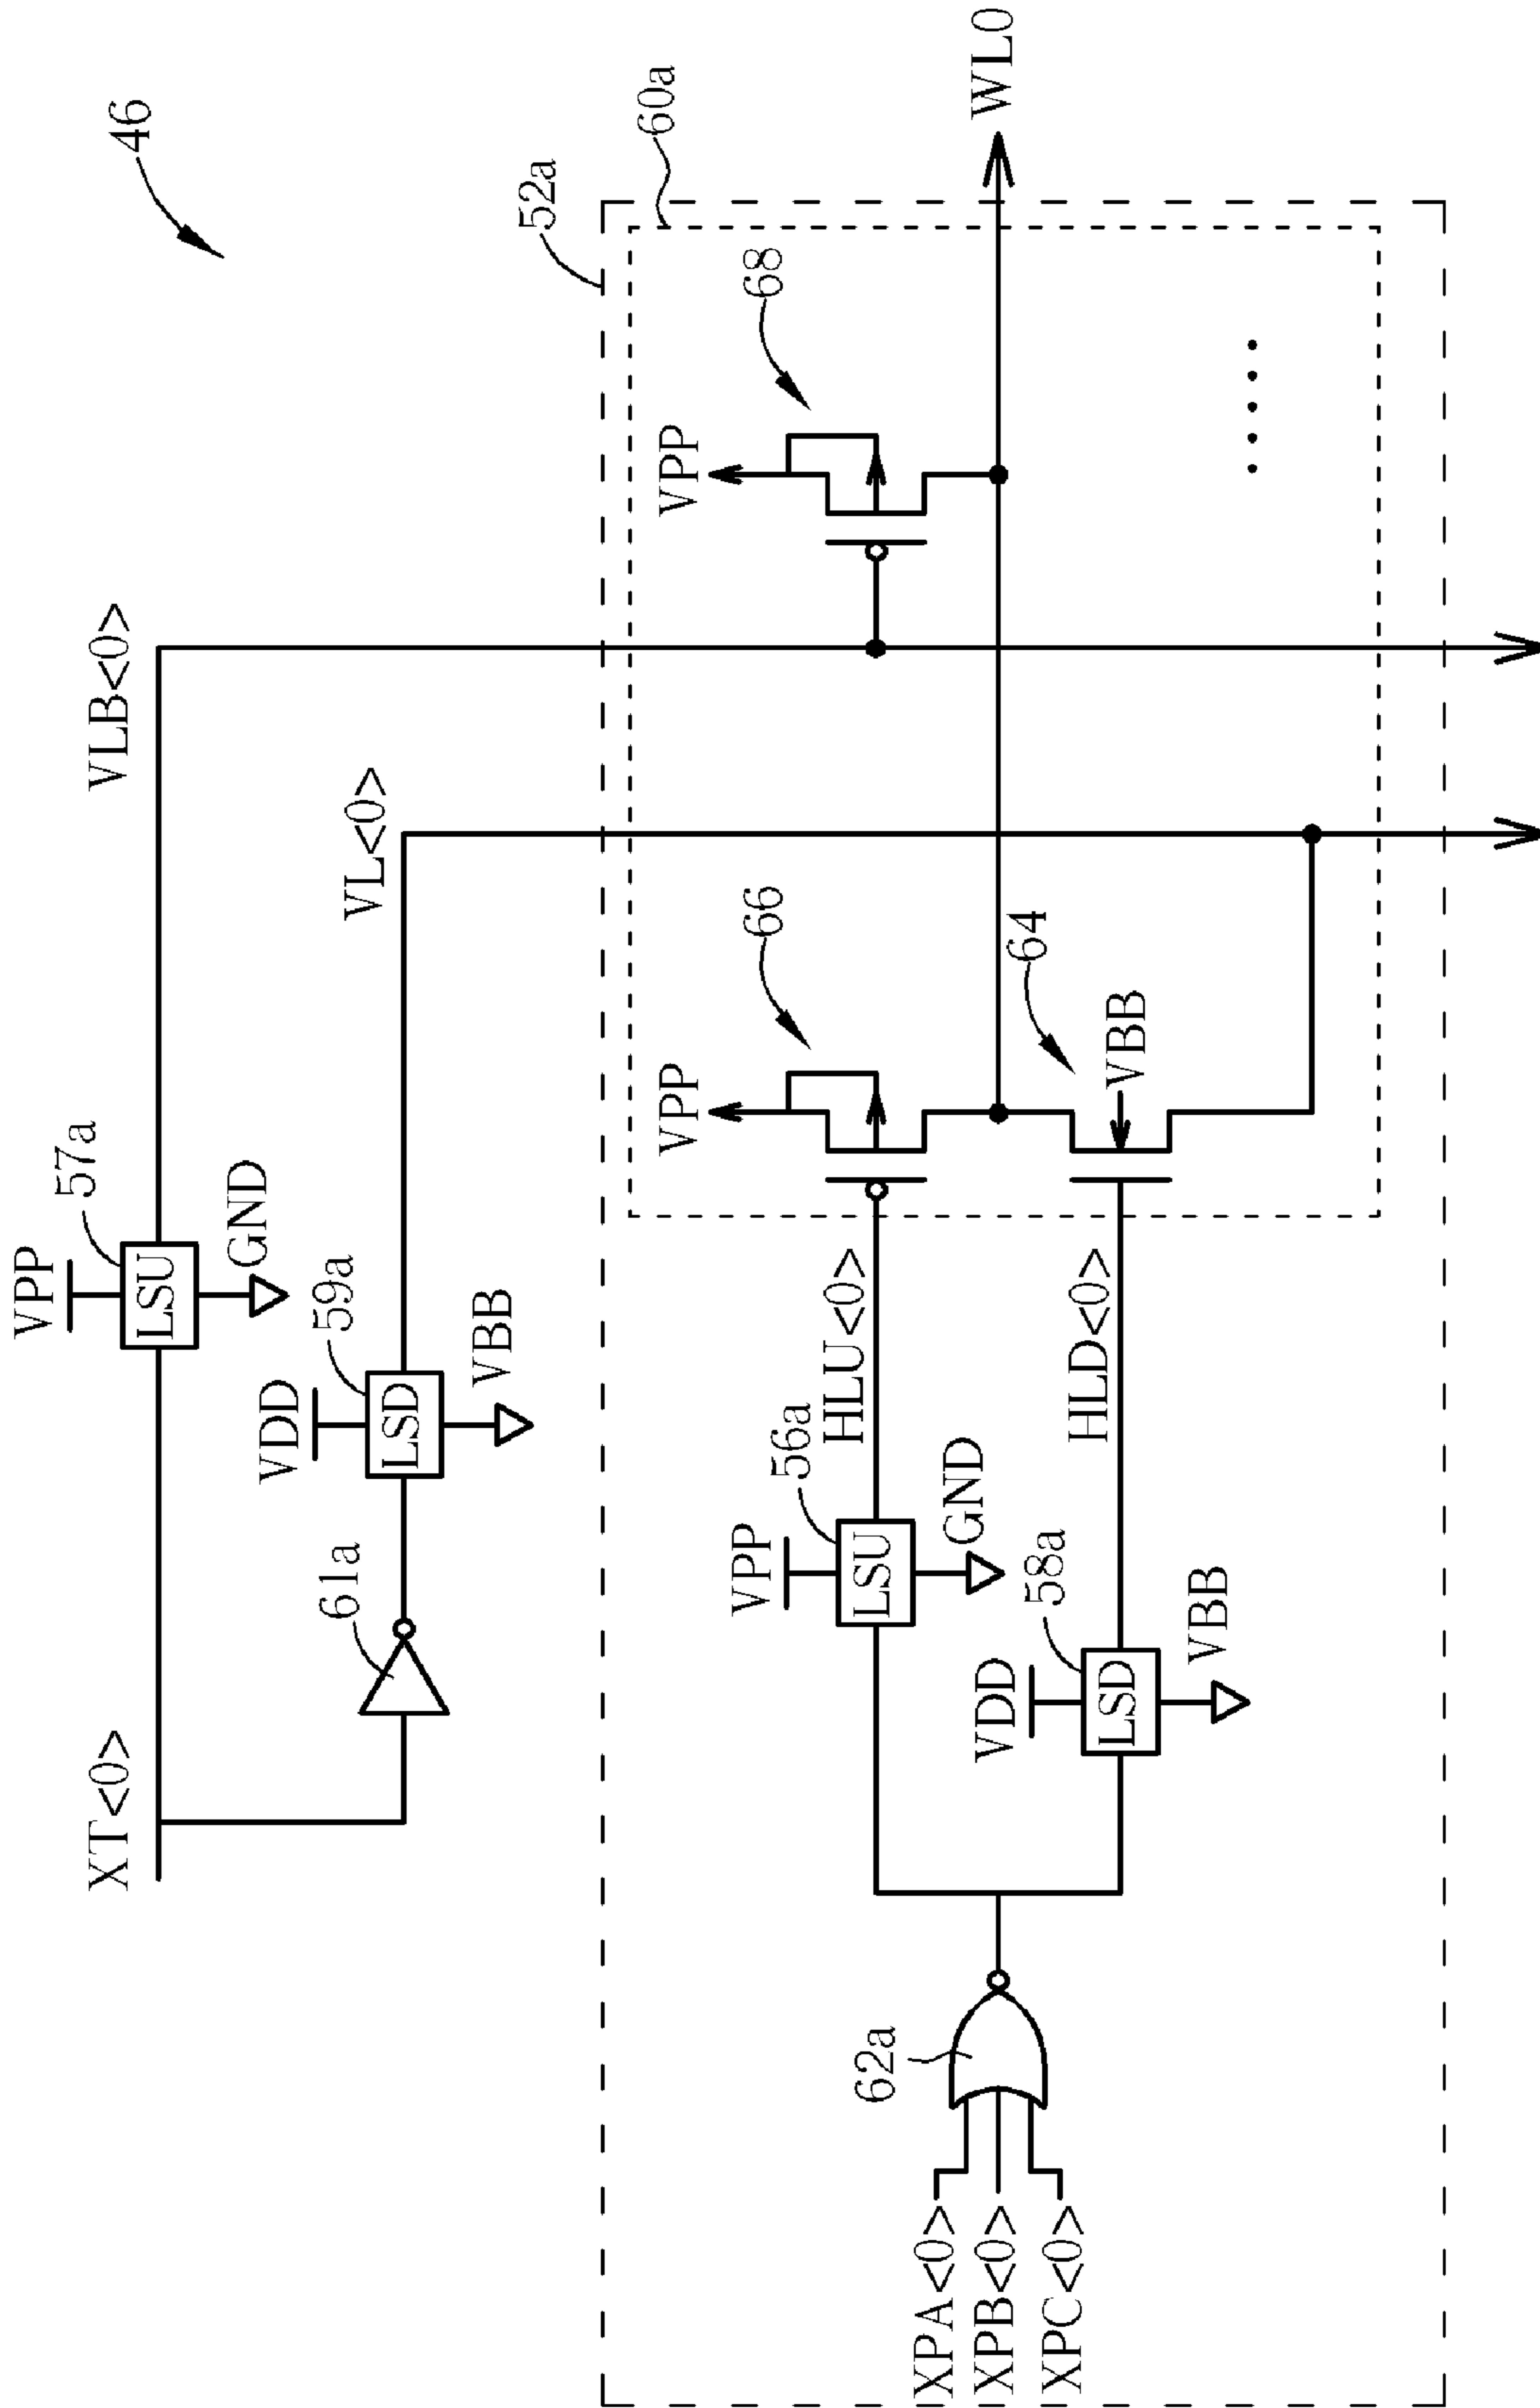 46
VPP
57a
LSU
GND
VLB<0>
XT<0>
61a
VDD
59a
LSD
VBB
VL<0>
52a
60a
VPP
66
VPP
68
VPP
56a
LSU
GND
HLU<0>
WL0
62a
XPA<0>
XPB<0>
XPC<0>
VDD
58a
LSD
VBB
HLD<0>
64
VBB